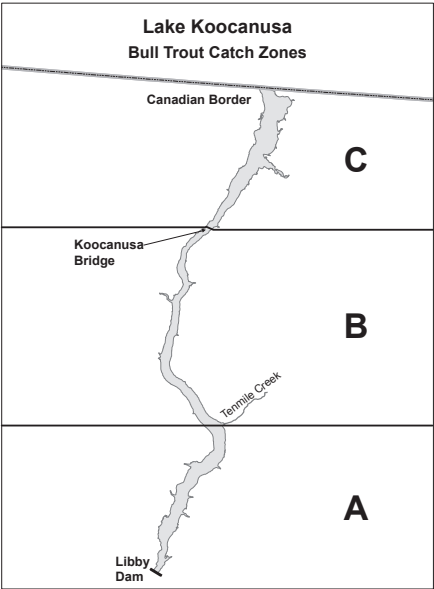 Lake Koocanusa
Bull Trout Catch Zones
Canadian Border
C
Koocanusa
Bridge
B
Tenmile Creek
A
Libby
Dam